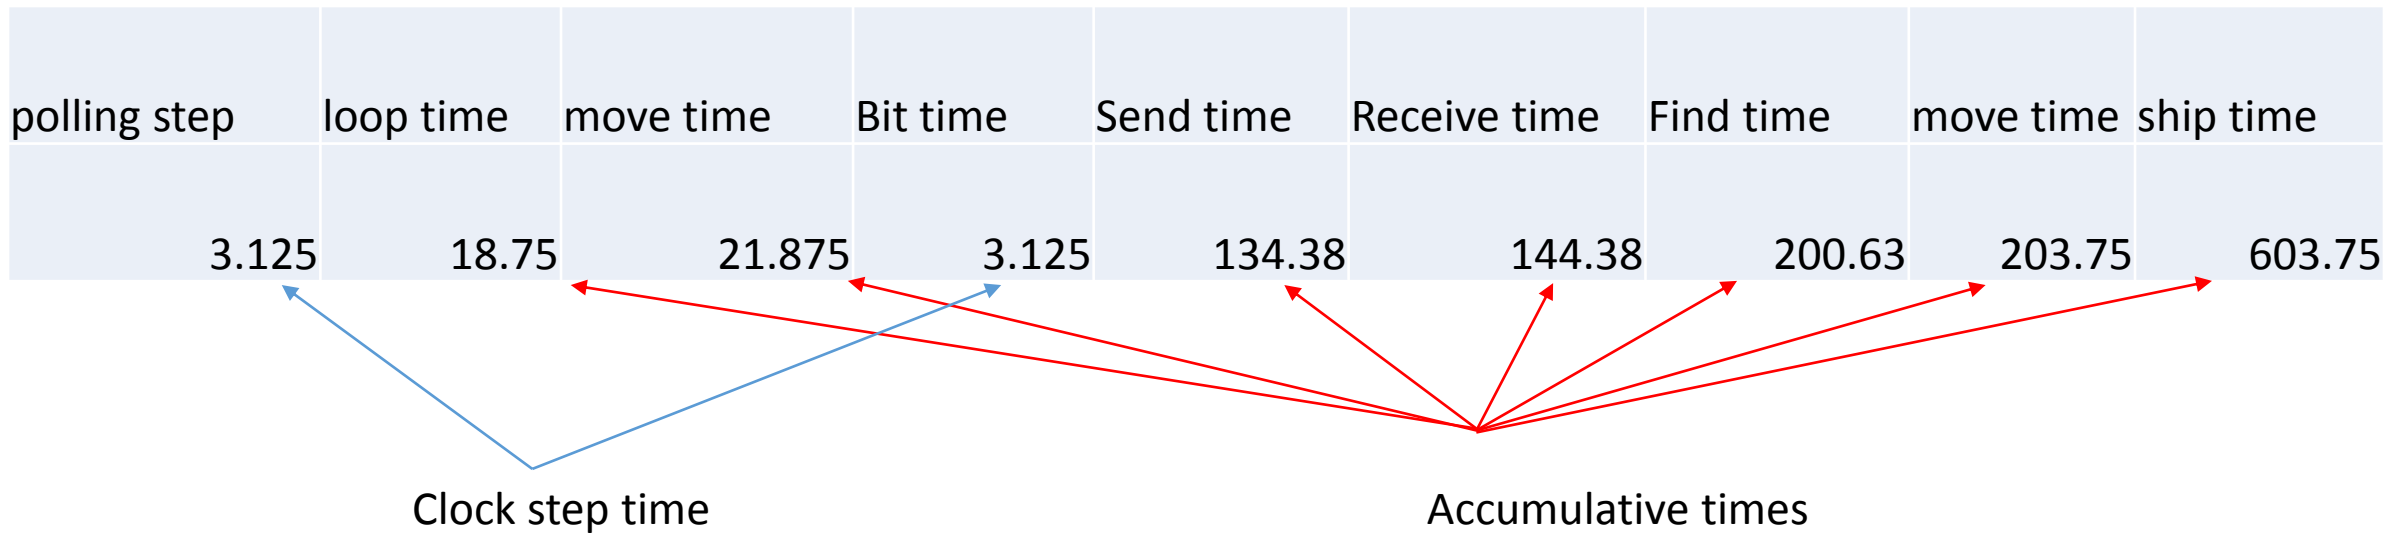 polling step loop time move time Bit time Send time Receive time Find time move time ship time
3.125 18.75 21.875 3.125 134.38 144.38 200.63 203.75 603.75
Clock step time Accumulative times